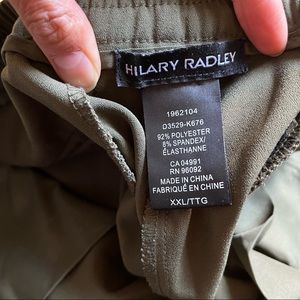 HILARY RADLEY
1962104
D3529-K676
92% POLYESTER
8% SPANDEX/
ÉLASTHANNE
CA 04991
RN 96092
MADE IN CHINA
FABRIQUÉ EN CHINE
XXL/TTG